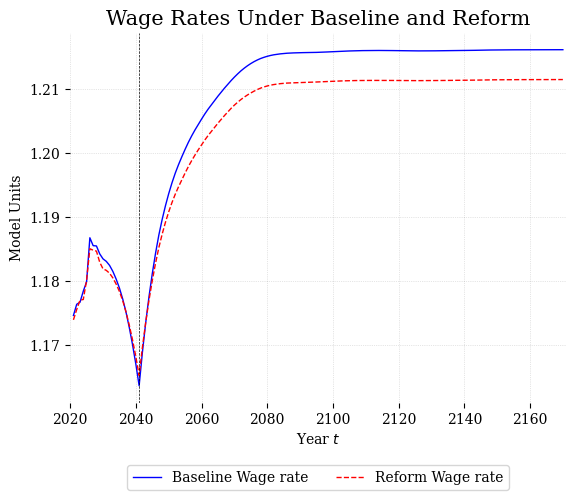 Wage Rates Under Baseline and Reform
Model Units
1.21
1.20
1.19
1.18
1.17
2020 2040 2060 2080 2100 2120 2140 2160
Year t
Baseline Wage rate Reform Wage rate